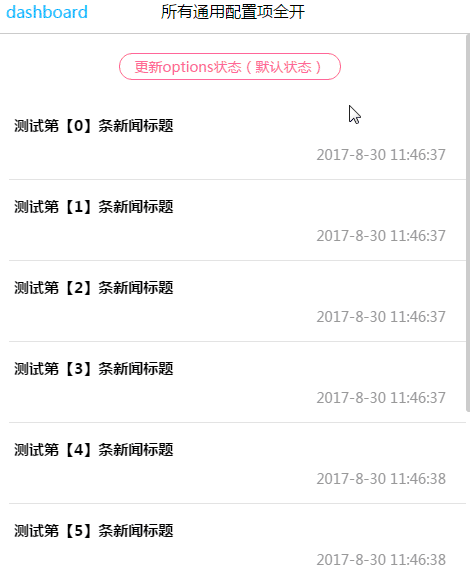 dashboard
所有通用配置项全开
更新options状态（默认状态）
测试第【0】条新闻标题
2017-8-30 11:46:37
测试第【1】条新闻标题
2017-8-30 11:46:37
测试第【2】条新闻标题
2017-8-30 11:46:37
测试第【3】条新闻标题
2017-8-30 11:46:37
测试第【4】条新闻标题
2017-8-30 11:46:38
测试第【5】条新闻标题
2017-8-30 11:46:38